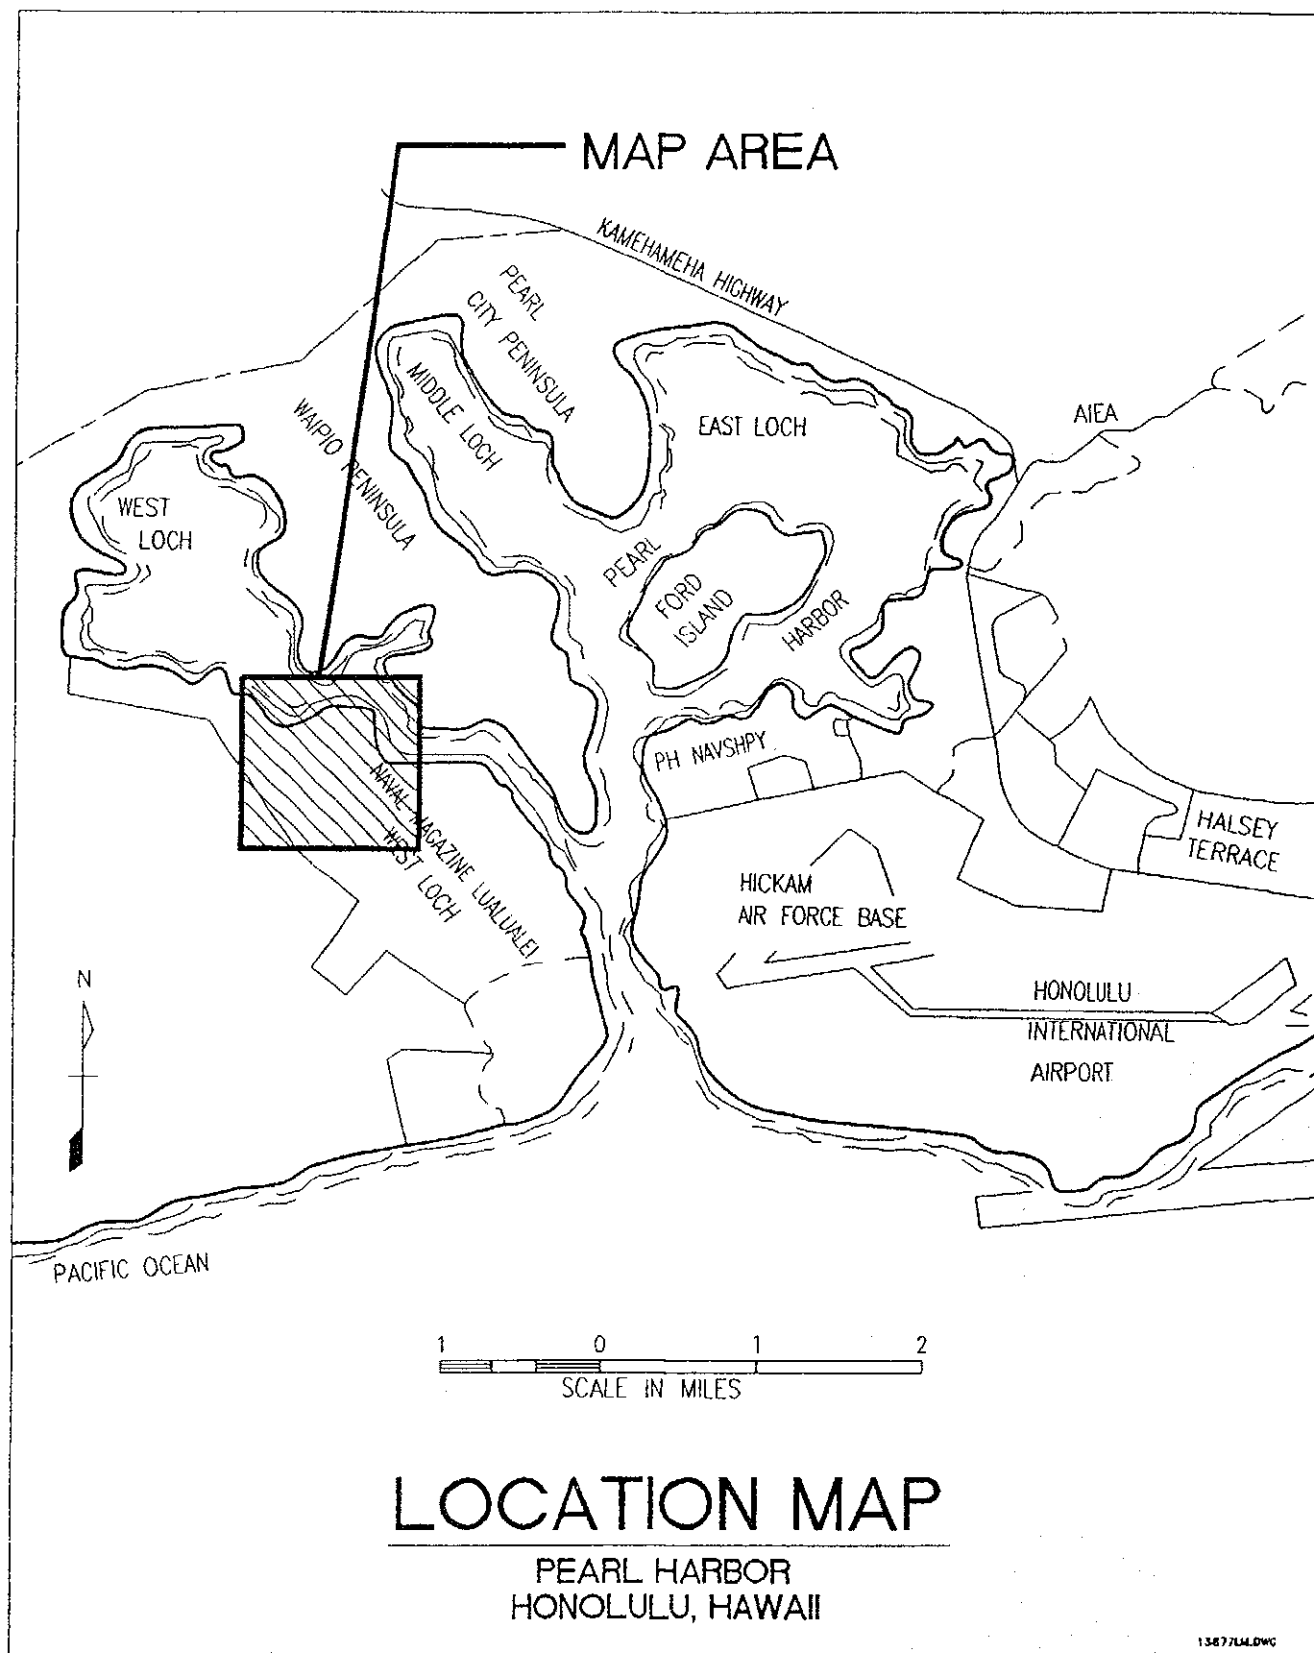 MAP AREA
KAMEHAMEHA HIGHWAY
PEARL
CITY PENINSULA
MIDDLE LOCH
WAIPIO PENINSULA
EAST LOCH
AIEA
WEST
LOCH
PEARL
HARBOR
FORD
ISLAND
PH NAVSHPY
NAVAL MAGAZINE LUALUALEI
WEST LOCH
HALSEY
TERRACE
HICKAM
AIR FORCE BASE
HONOLULU
INTERNATIONAL
AIRPORT
N
PACIFIC OCEAN
1 0 1 2
SCALE IN MILES
LOCATION MAP
PEARL HARBOR
HONOLULU, HAWAII
13877LM.DWG